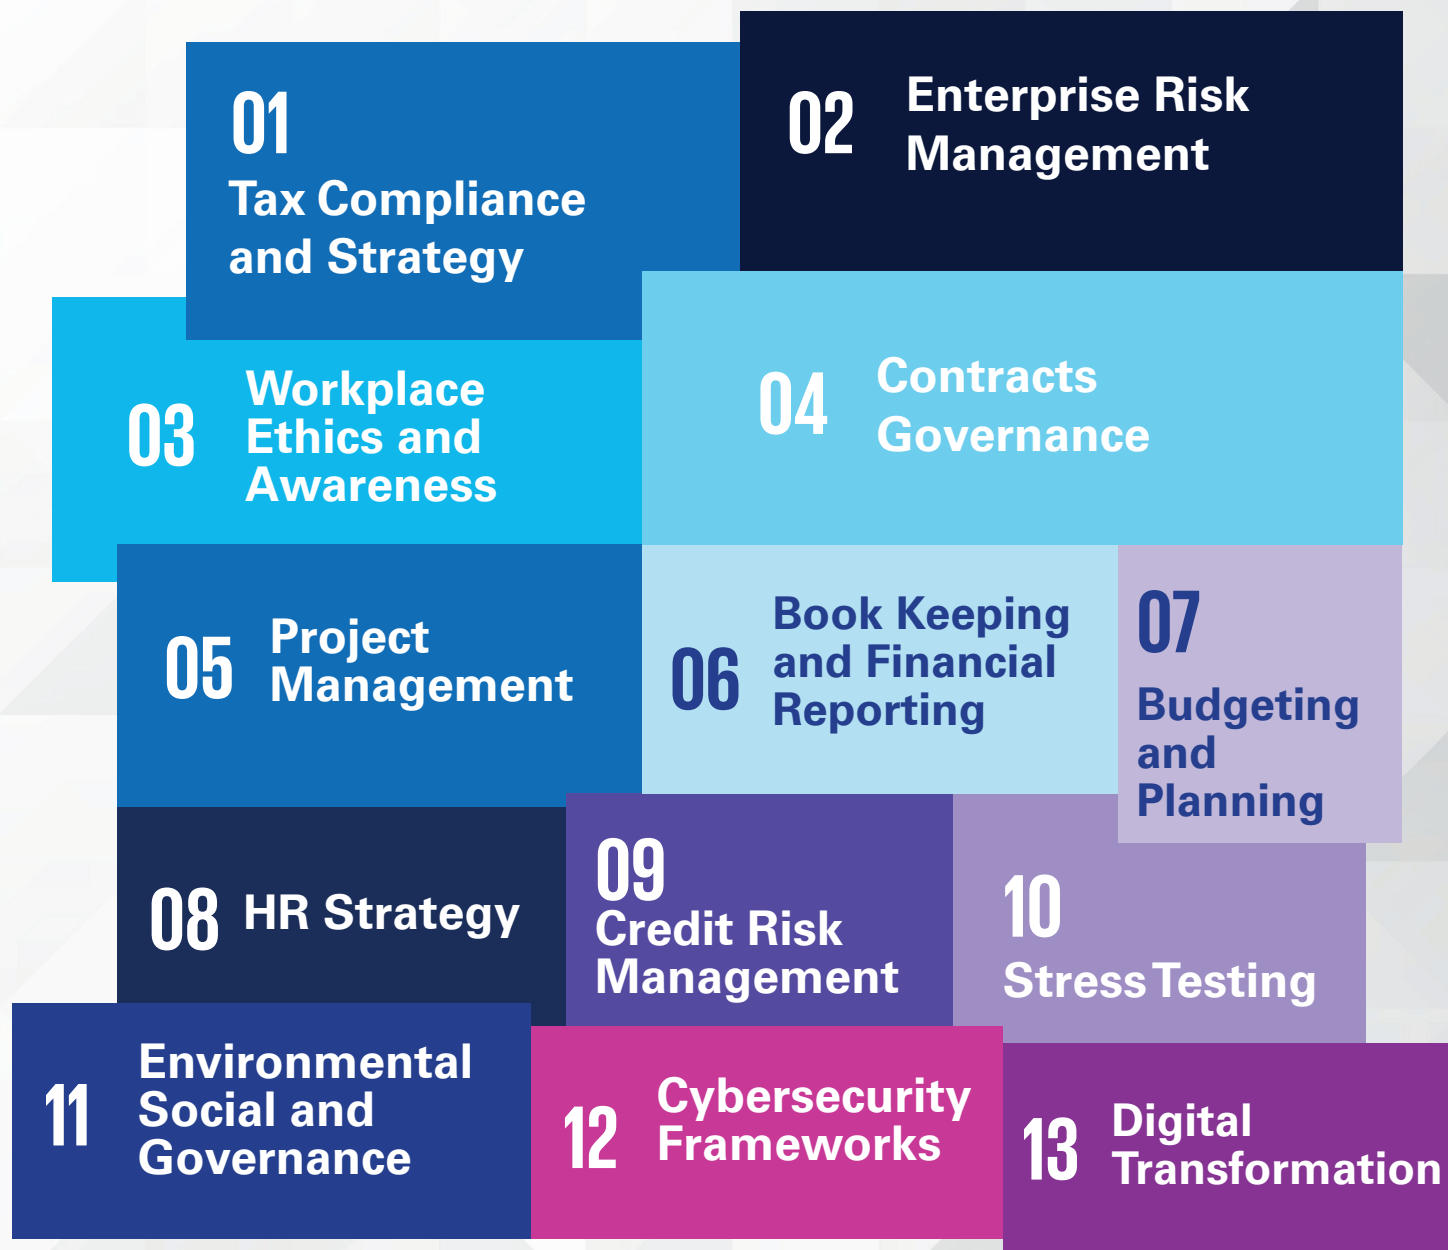 01
Tax Compliance
and Strategy
02
Enterprise Risk
Management
03
Workplace
Ethics and
Awareness
04
Contracts
Governance
05
Project
Management
06
Book Keeping
and Financial
Reporting
07
Budgeting
and
Planning
08
HR Strategy
09
Credit Risk
Management
10
Stress Testing
11
Environmental
Social and
Governance
12
Cybersecurity
Frameworks
13
Digital
Transformation